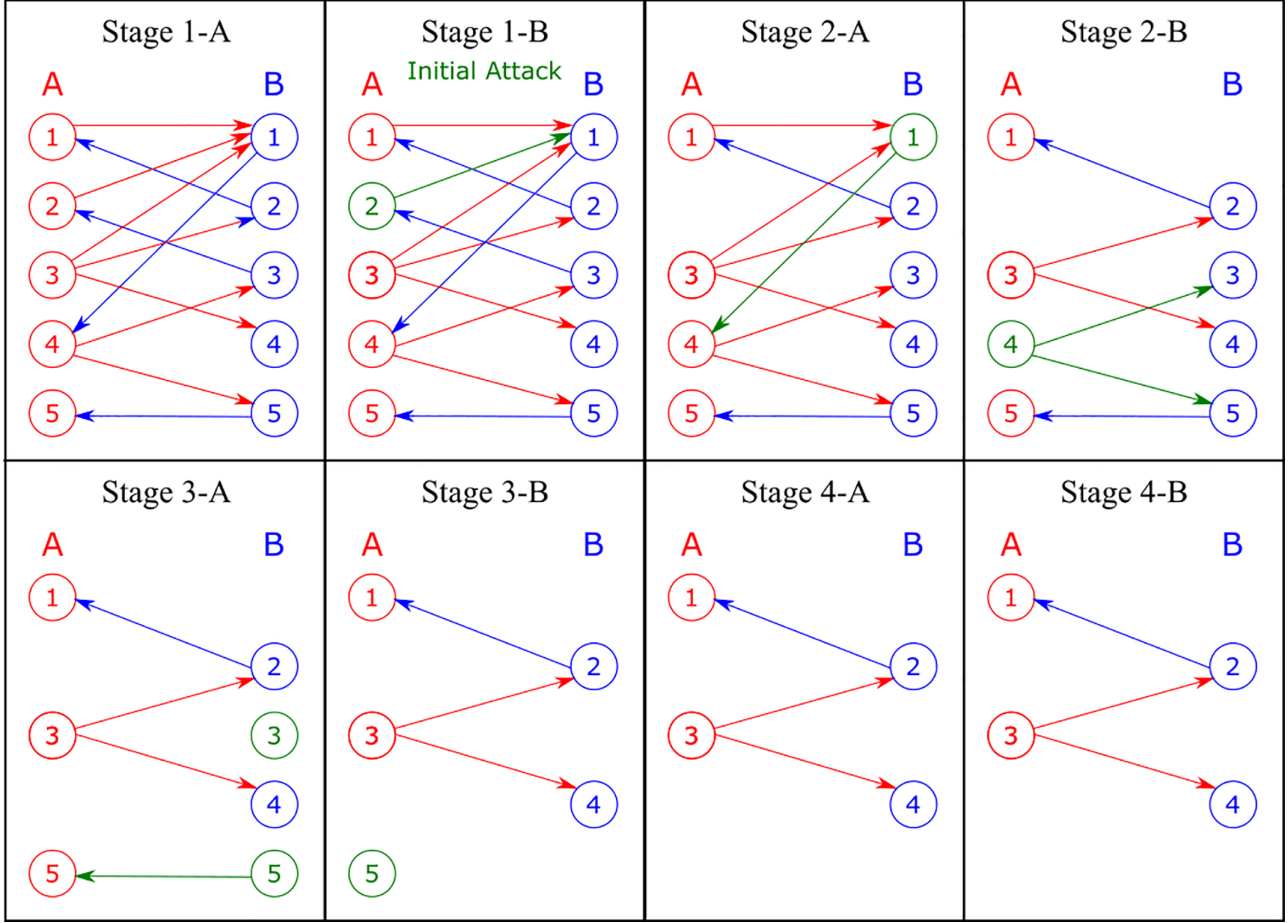 Stage 1-A
A B
1 1
2 2
3 3
4 4
5 5
Stage 1-B
Initial Attack
A B
1 1
2 2
3 3
4 4
5 5
Stage 2-A
A B
1 1
2
3 3
4 4
5 5
Stage 2-B
A B
1
2
3 3
4 4
5 5
Stage 3-A
A B
1
2
3 3
4
5 5
Stage 3-B
A B
1
2
3
4
5
Stage 4-A
A B
1
2
3
4
Stage 4-B
A B
1
2
3
4